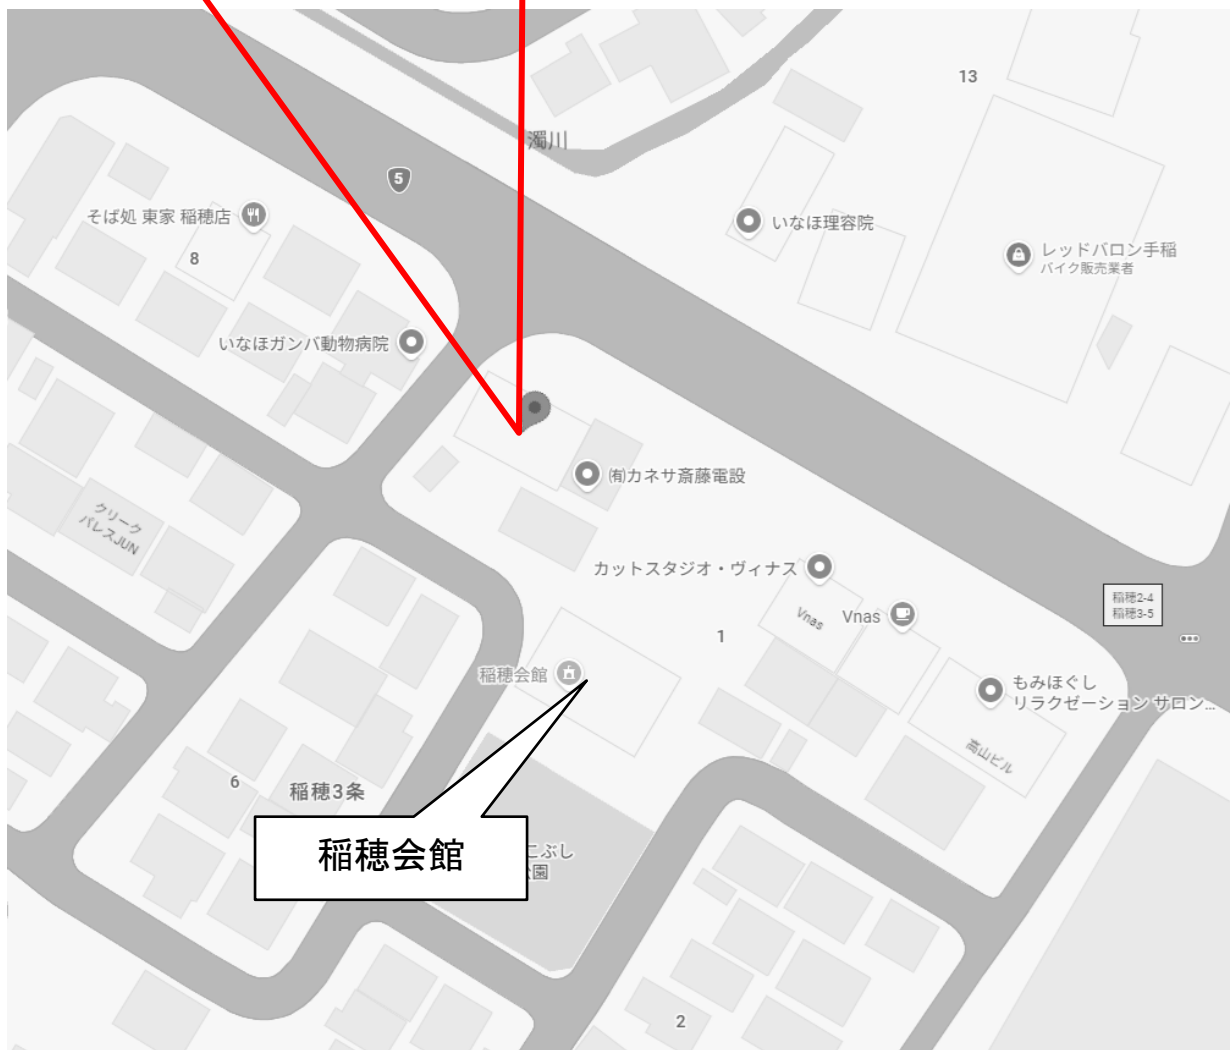 13
濁川
5
そば処 東家 稲穂店
8
いなほ理容院
レッドバロン手稲
バイク販売業者
いなほガンバ動物病院
㈲カネサ斎藤電設
クリーク
パレスJUN
カットスタジオ・ヴィナス
Vnas
Vnas
1
稲穂2-4
稲穂3-5
稲穂会館
もみほぐし
リラクゼーション サロン...
高山ビル
6
稲穂3条
稲穂会館
こぶし
園
2